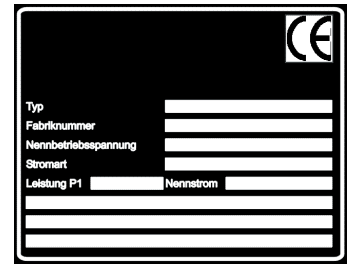 CE
Typ
Fabriknummer
Nennbetriebsspannung
Stromart
Leistung P1 Nennstrom